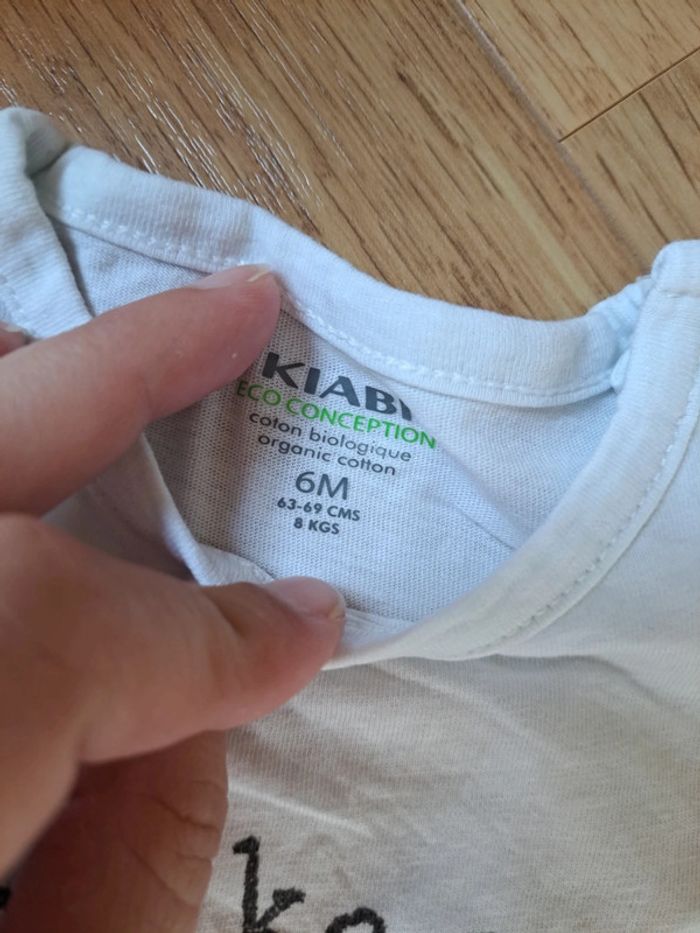 KIABI
ECO CONCEPTION
coton biologique
organic cotton
6M
63-69 CMS
8 KGS